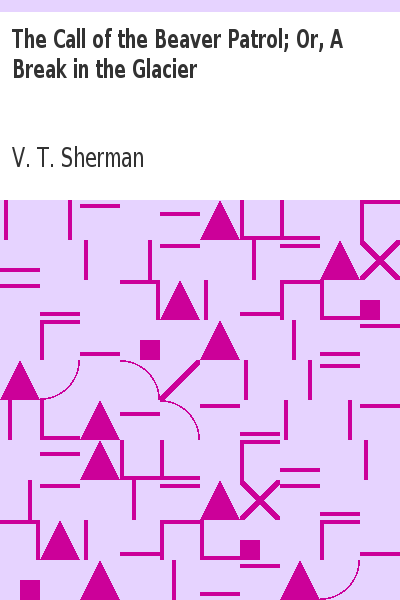 The Call of the Beaver Patrol; Or, A
Break in the Glacier
V. T. Sherman